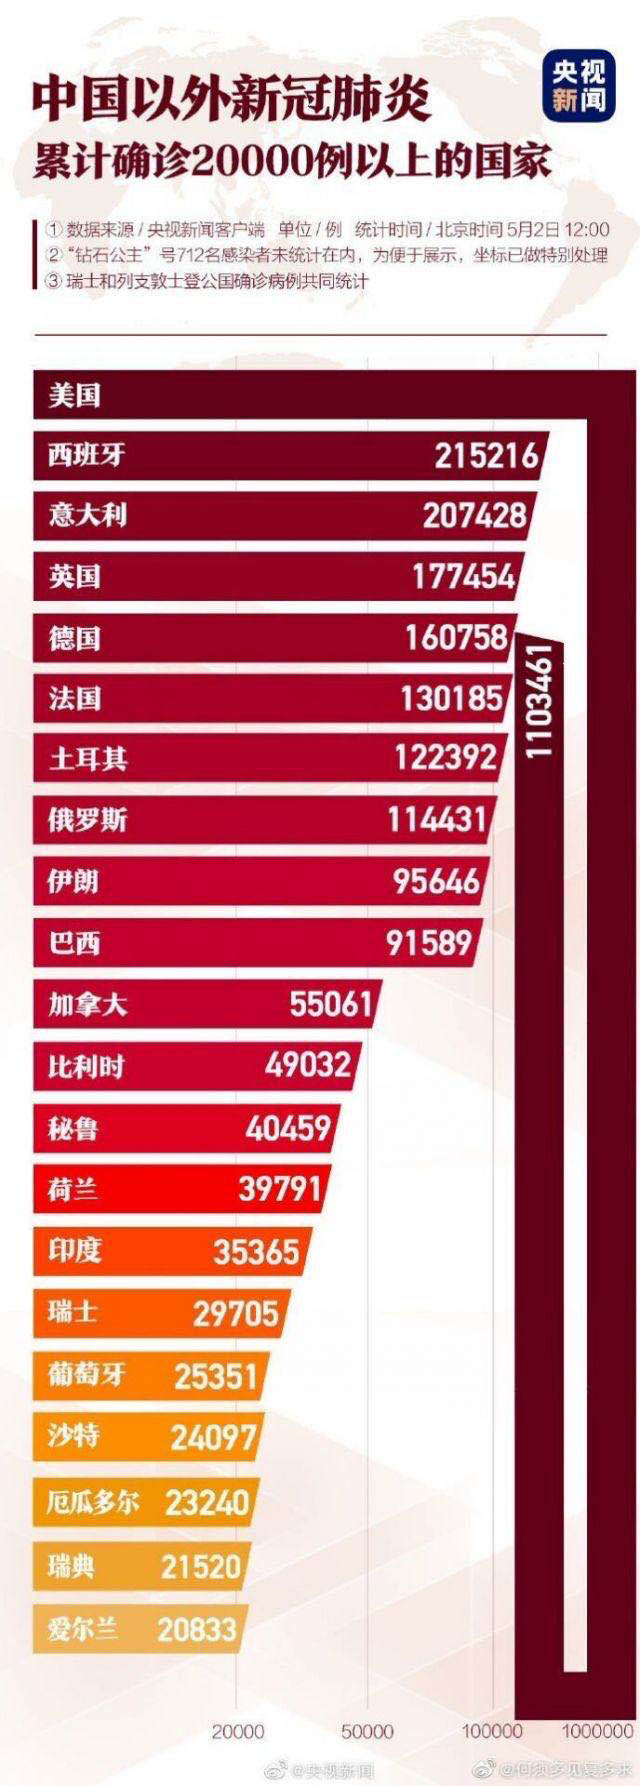 央视
新闻
中国以外新冠肺炎
累计确诊20000例以上的国家
① 数据来源 / 央视新闻客户端 单位 / 例 统计时间 / 北京时间 5月2日 12:00
② “钻石公主”号712名感染者未统计在内，为便于展示，坐标已做特别处理
③ 瑞士和列支敦士登公国确诊病例共同统计
美国
西班牙 215216
意大利 207428
英国 177454
德国 160758
1103461
法国 130185
土耳其 122392
俄罗斯 114431
伊朗 95646
巴西 91589
加拿大 55061
比利时 49032
秘鲁 40459
荷兰 39791
印度 35365
瑞士 29705
葡萄牙 25351
沙特 24097
厄瓜多尔 23240
瑞典 21520
爱尔兰 20833
20000 50000 100000 1000000
@央视新闻 @何须多见复多求